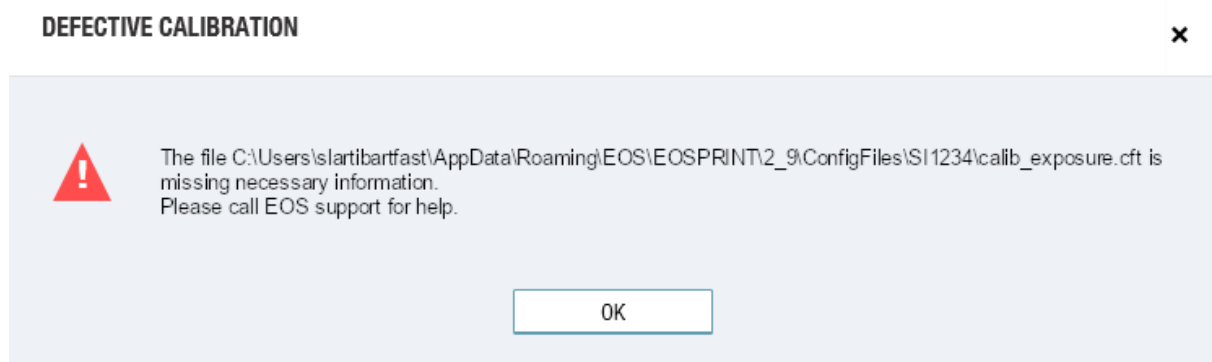 DEFECTIVE CALIBRATION
The file C:\Users\slartibartfast\AppData\Roaming\EOS\EOSPRINT\2_9\ConfigFiles\SI1234\calib_exposure.cft is
missing necessary information.
Please call EOS support for help.
OK